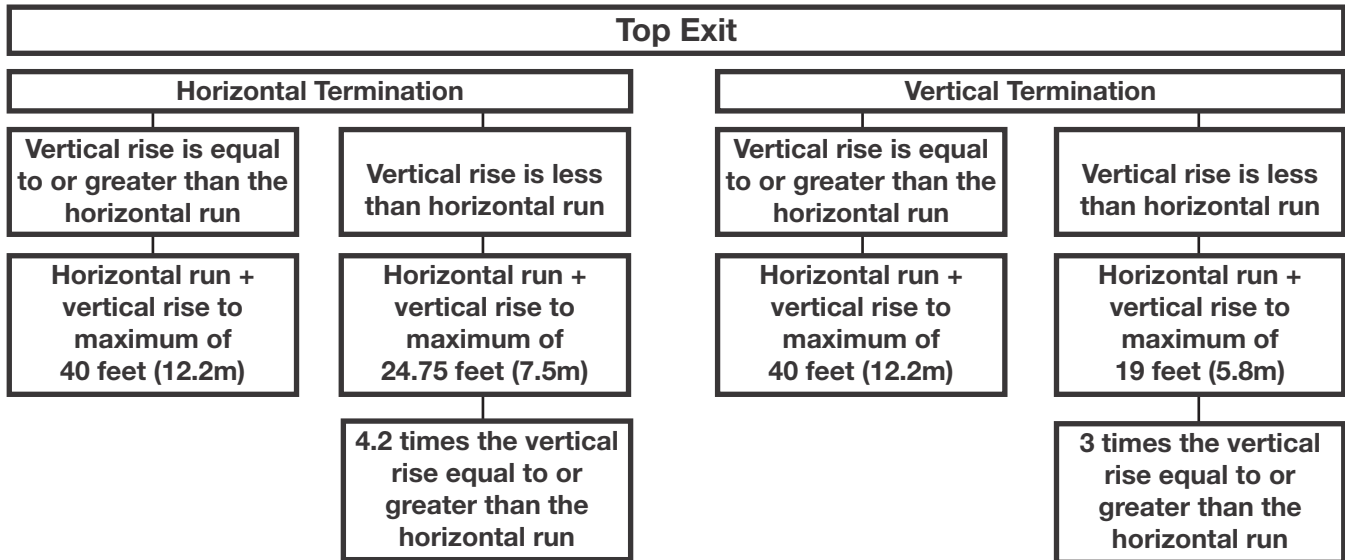 Top Exit
Horizontal Termination
Vertical Termination
Vertical rise is equal
to or greater than the
horizontal run
Vertical rise is less
than horizontal run
Vertical rise is equal
to or greater than the
horizontal run
Vertical rise is less
than horizontal run
Horizontal run +
vertical rise to
maximum of
40 feet (12.2m)
Horizontal run +
vertical rise to
maximum of
24.75 feet (7.5m)
Horizontal run +
vertical rise to
maximum of
40 feet (12.2m)
Horizontal run +
vertical rise to
maximum of
19 feet (5.8m)
4.2 times the vertical
rise equal to or
greater than the
horizontal run
3 times the vertical
rise equal to or
greater than the
horizontal run